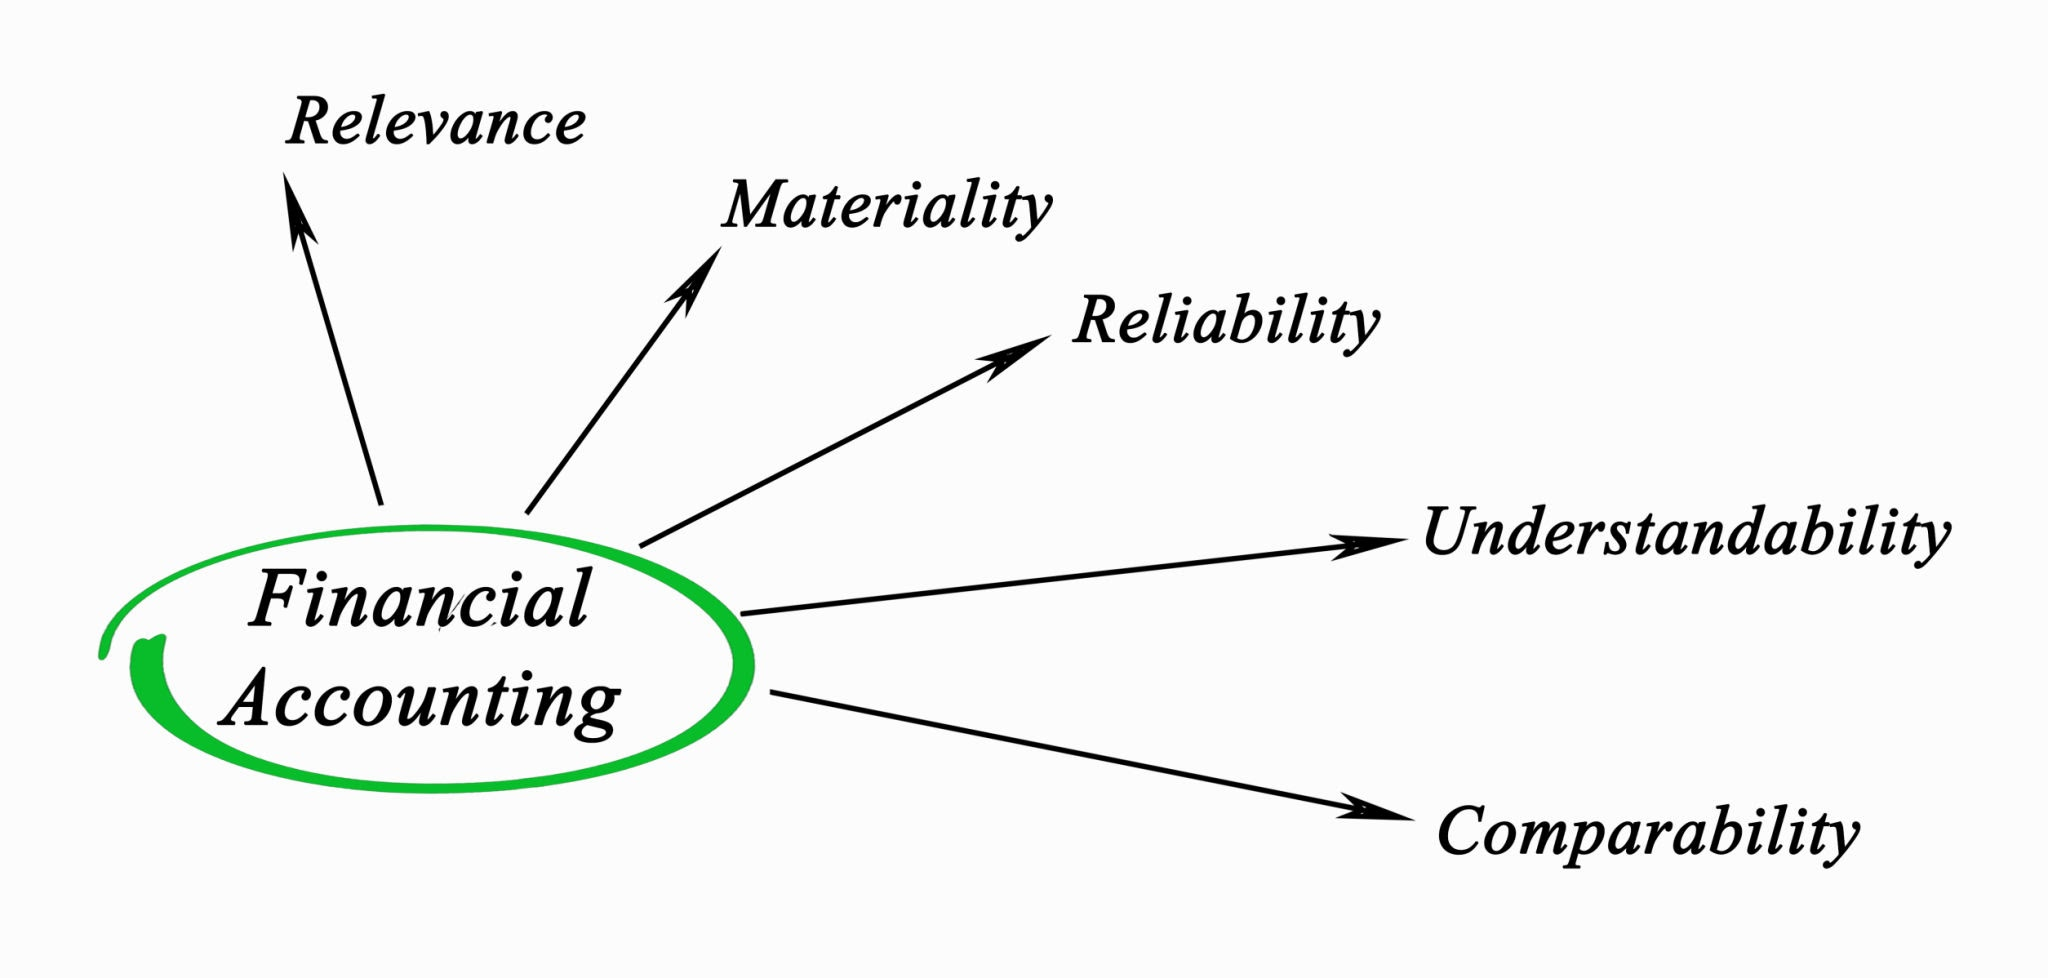 Relevance
Materiality
Reliability
Understandability
Financial
Accounting
Comparability